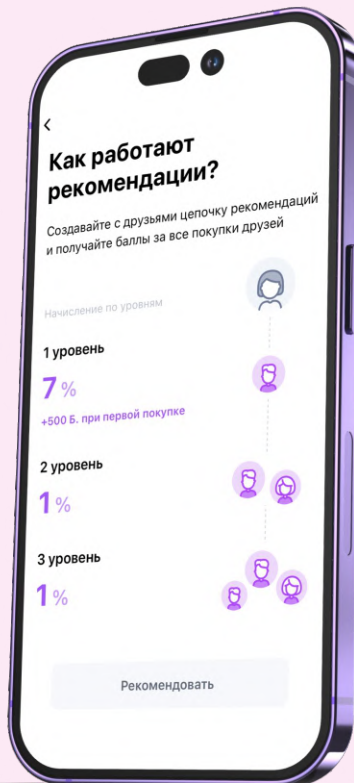 Как работают
рекомендации?
Создавайте с друзьями цепочку рекомендаций
и получайте баллы за все покупки друзей
Начисление по уровням
1 уровень
7 %
+500 Б. при первой покупке
2 уровень
1 %
3 уровень
1 %
Рекомендовать